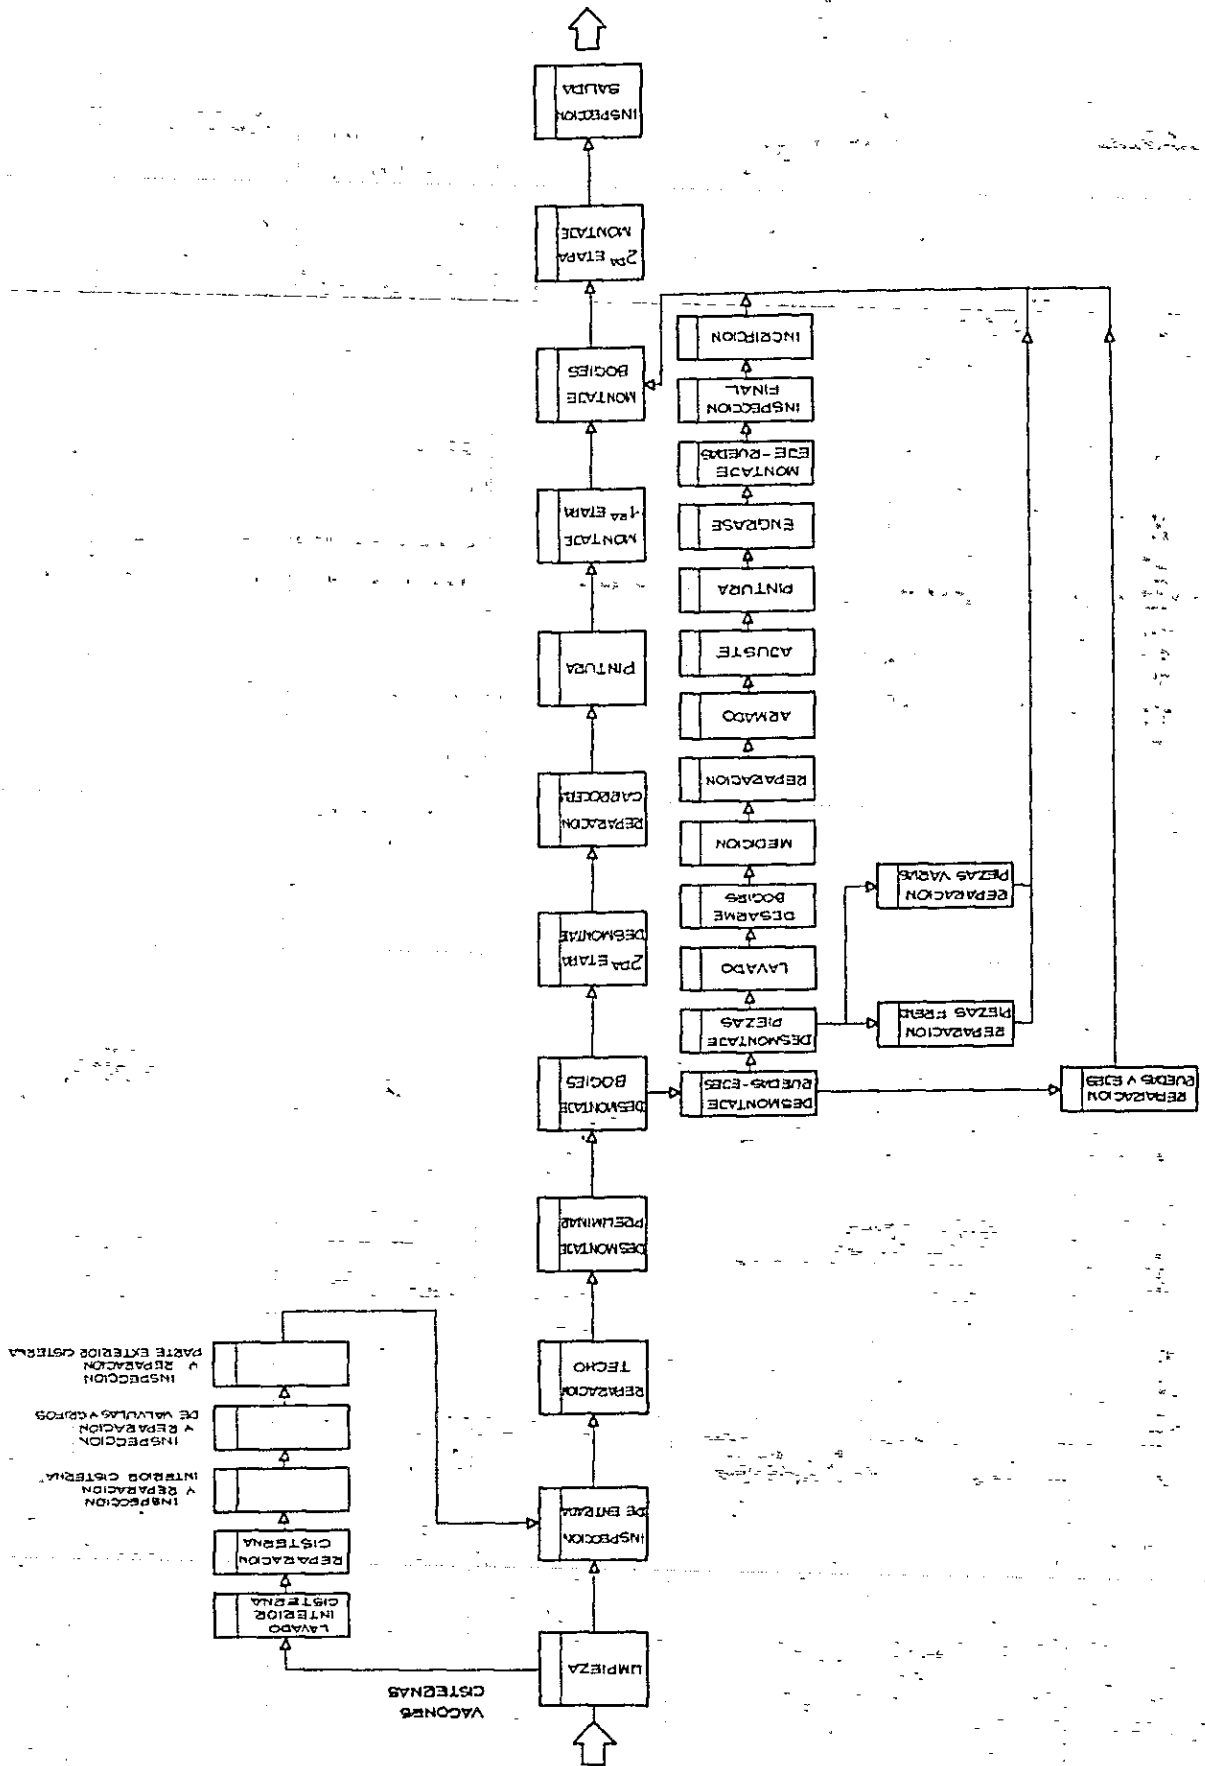 VAGONES
CISTERNAS
LIMPIEZA
LAVADO
INTERIOR
CISTERNA
REPARACION
CISTERNA
INSPECCION
Y REPARACION
INTERIOR CISTERNA
INSPECCION
Y REPARACION
DE VALVULAS Y GRIFOS
INSPECCION
Y REPARACION
PARTE EXTERIOR CISTERNA
INSPECCION
DE ENTRADA
REPARACION
TECHO
DESMONTAJE
PRELIMINAR
DESMONTAJE
BOGIES
2DA ETAPA
DESMONTAE
REPARACION
CARROCER
PINTURA
MONTAJE
1RA ETAPA
MONTAJE
BOGIES
2DA ETAPA
MONTAJE
INSPECCION
SALIDA
DESMONTAJE
RUEDAS-EJES
DESMONTAJE
PIEZAS
LAVADO
DESARME
BOGIES
MEDICION
REPARACION
ARMADO
AJUSTE
PINTURA
ENGRASE
MONTAJE
EJE-RUEDAS
INSPECCION
FINAL
INCRIPCION
REPARACION
PIEZAS FREN
REPARACION
PIEZAS VARIAS
REPARACION
RUEDAS Y EJES